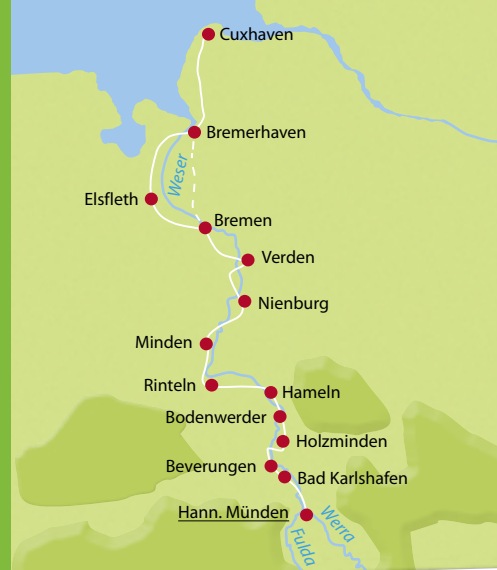 Cuxhaven
Bremerhaven
Weser
Elsfleth
Bremen
Verden
Nienburg
Minden
Rinteln
Hameln
Bodenwerder
Holzminden
Beverungen
Bad Karlshafen
Hann. Münden
Werra
Fulda